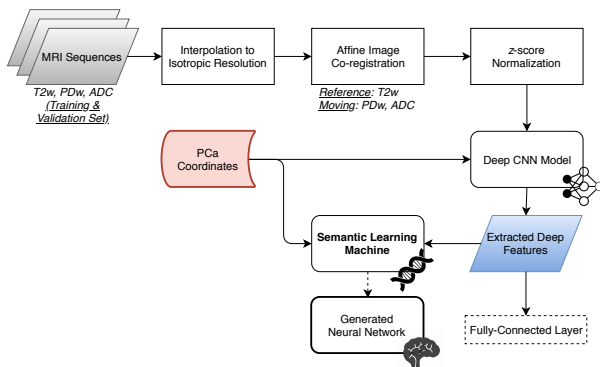 MRI Sequences
T2w, PDw, ADC
(Training &
Validation Set)
Interpolation to
Isotropic Resolution
Affine Image
Co-registration
Reference: T2w
Moving: PDw, ADC
z-score
Normalization
PCa
Coordinates
Deep CNN Model
Semantic Learning
Machine
Extracted Deep
Features
Generated
Neural Network
Fully-Connected Layer